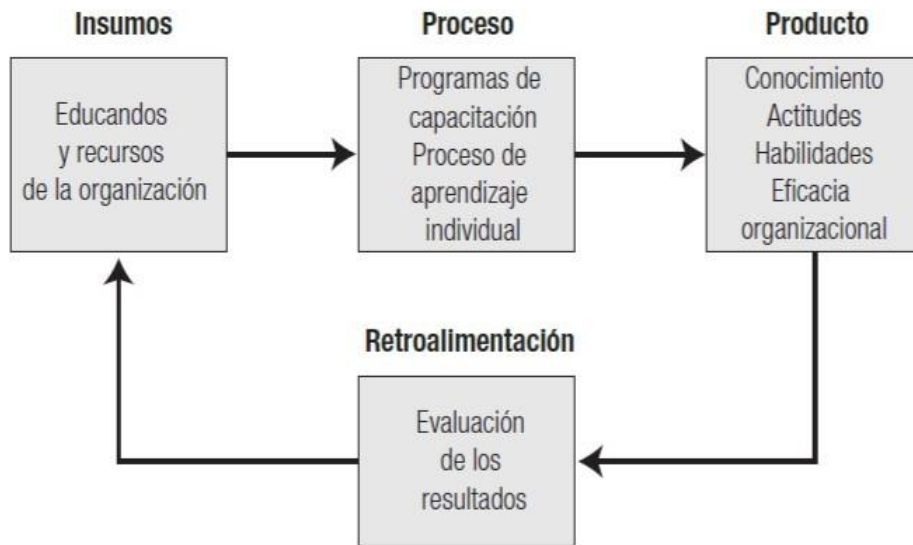 Insumos
Educandos
y recursos
de la organización
Proceso
Programas de
capacitación
Proceso de
aprendizaje
individual
Producto
Conocimiento
Actitudes
Habilidades
Eficacia
organizacional
Retroalimentación
Evaluación
de los
resultados